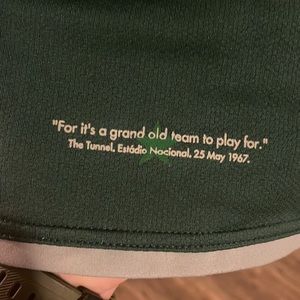 "For it's a grand old team to play for."
The Tunnel, Estádio Nacional, 25 May 1967.